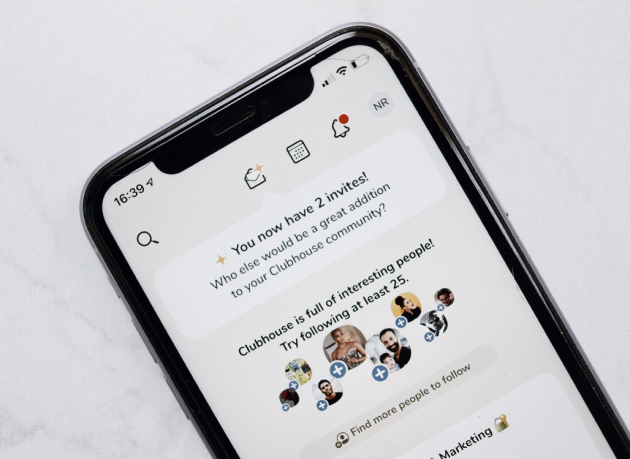 16:39
NR
You now have 2 invites!
Who else would be a great addition
to your Clubhouse community?
Clubhouse is full of interesting people!
Try following at least 25.
Find more people to follow
Marketing